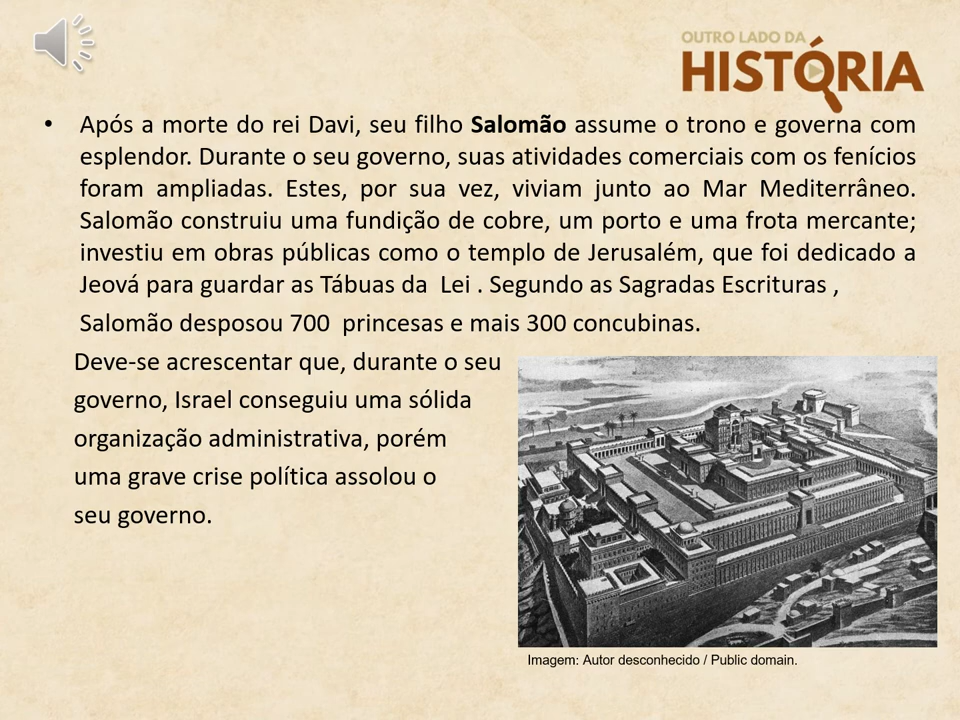 OUTRO LADO DA
HISTÓRIA
• Após a morte do rei Davi, seu filho Salomão assume o trono e governa com
esplendor. Durante o seu governo, suas atividades comerciais com os fenícios
foram ampliadas. Estes, por sua vez, viviam junto ao Mar Mediterrâneo.
Salomão construiu uma fundição de cobre, um porto e uma frota mercante;
investiu em obras públicas como o templo de Jerusalém, que foi dedicado a
Jeová para guardar as Tábuas da  Lei . Segundo as Sagradas Escrituras ,
Salomão desposou 700  princesas e mais 300 concubinas.
Deve-se acrescentar que, durante o seu
governo, Israel conseguiu uma sólida
organização administrativa, porém
uma grave crise política assolou o
seu governo.
Imagem: Autor desconhecido / Public domain.